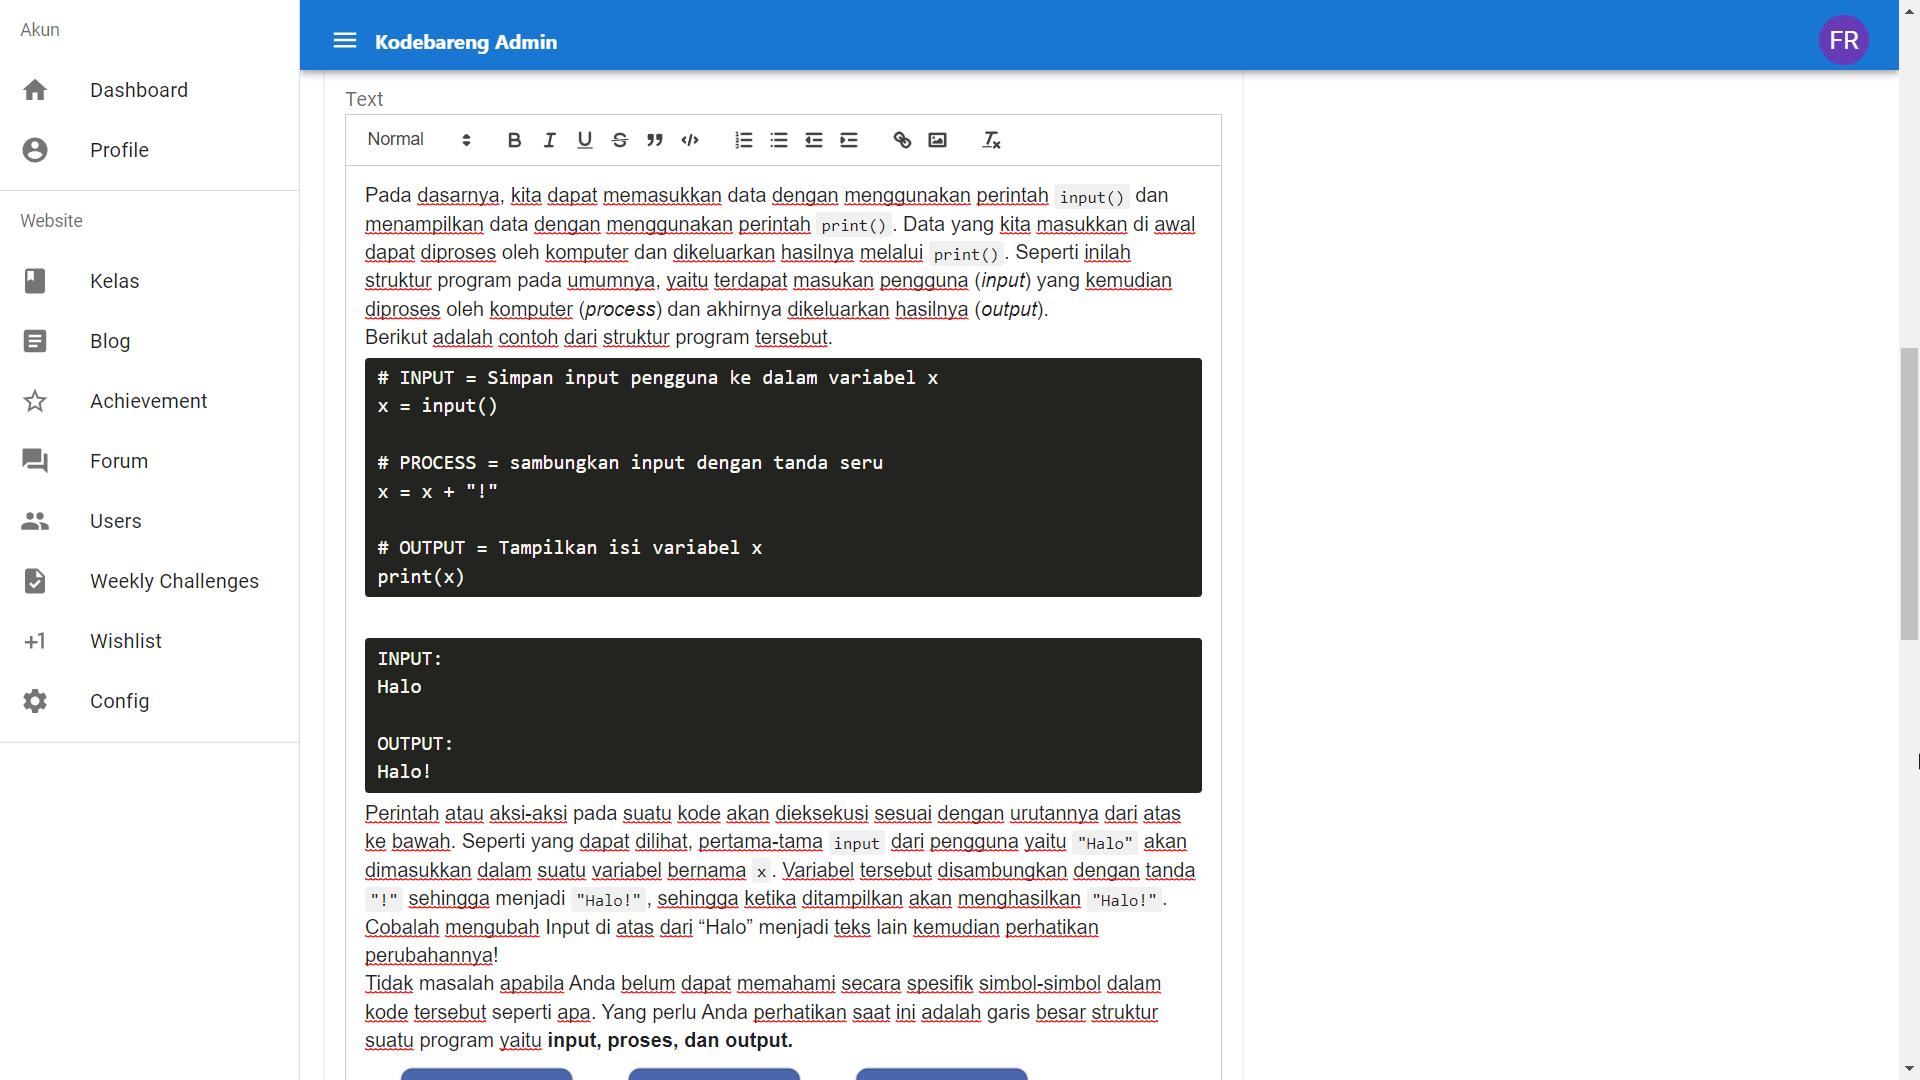 Akun
Dashboard
Profile
Website
Kelas
Blog
Achievement
Forum
Users
Weekly Challenges
+1 Wishlist
Config
Kodebareng Admin
FR
Text
Normal
Pada dasarnya, kita dapat memasukkan data dengan menggunakan perintah input() dan
menampilkan data dengan menggunakan perintah print(). Data yang kita masukkan di awal
dapat diproses oleh komputer dan dikeluarkan hasilnya melalui print(). Seperti inilah
struktur program pada umumnya, yaitu terdapat masukan pengguna (input) yang kemudian
diproses oleh komputer (process) dan akhirnya dikeluarkan hasilnya (output).
Berikut adalah contoh dari struktur program tersebut.
# INPUT = Simpan input pengguna ke dalam variabel x
x = input()
# PROCESS = sambungkan input dengan tanda seru
x = x + "!"
# OUTPUT = Tampilkan isi variabel x
print(x)
INPUT:
Halo
OUTPUT:
Halo!
Perintah atau aksi-aksi pada suatu kode akan dieksekusi sesuai dengan urutannya dari atas
ke bawah. Seperti yang dapat dilihat, pertama-tama input dari pengguna yaitu "Halo" akan
dimasukkan dalam suatu variabel bernama x. Variabel tersebut disambungkan dengan tanda
"!" sehingga menjadi "Halo!", sehingga ketika ditampilkan akan menghasilkan "Halo!".
Cobalah mengubah Input di atas dari “Halo” menjadi teks lain kemudian perhatikan
perubahannya!
Tidak masalah apabila Anda belum dapat memahami secara spesifik simbol-simbol dalam
kode tersebut seperti apa. Yang perlu Anda perhatikan saat ini adalah garis besar struktur
suatu program yaitu input, proses, dan output.